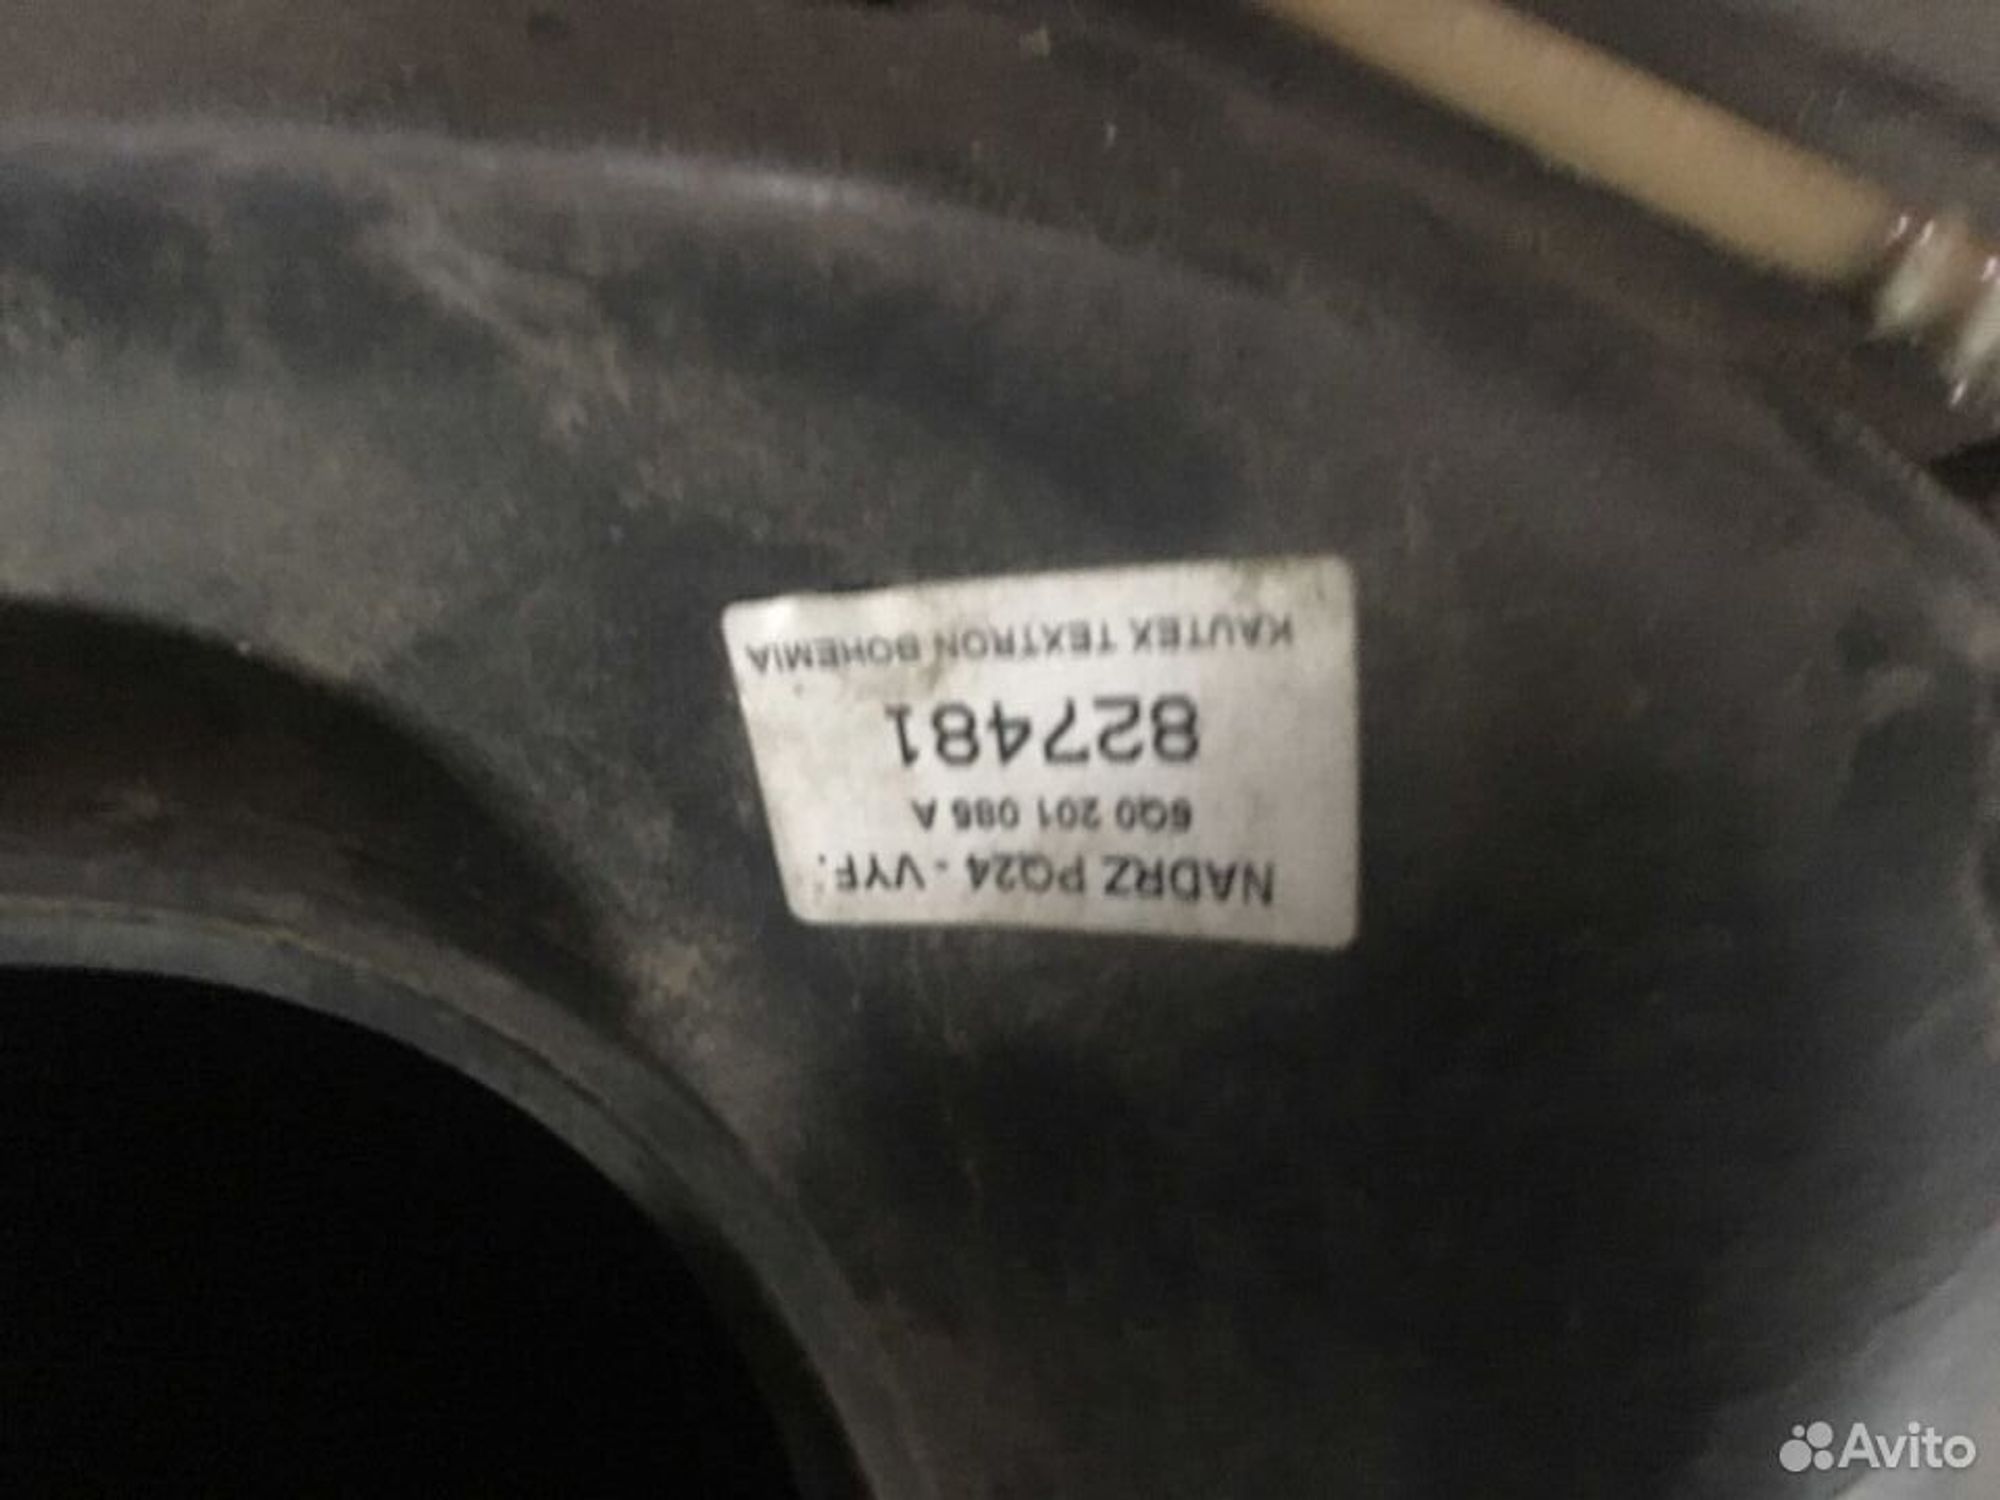 NADRZ PQ24 - VYF.
6Q0 201 085 A
827481
KAUTEX TEXTRON BOHEMIA
Avito